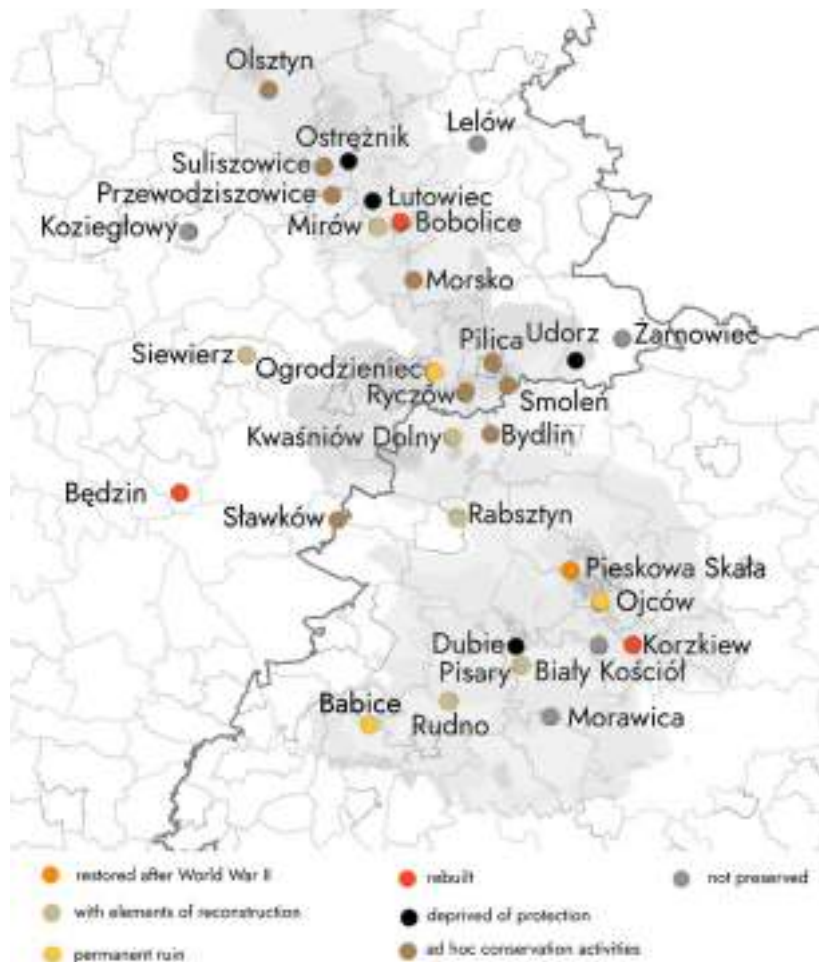 Olsztyn
Lelów
Ostrężnik
Suliszowice
Przewodziszowice
Łutowiec
Koziegłowy
Mirów
Bobolice
Morsko
Siewierz
Ogrodzieniec
Pilica
Udorz
Żarnowiec
Ryczów
Smoleń
Kwaśniów Dolny
Bydlin
Będzin
Sławków
Rabsztyn
Pieskowa Skała
Ojców
Dubie
Korzkiew
Pisary
Biały Kościół
Babice
Rudno
Morawica
restored after World War II
rebuilt
not preserved
with elements of reconstruction
deprived of protection
permanent ruin
ad hoc conservation activities